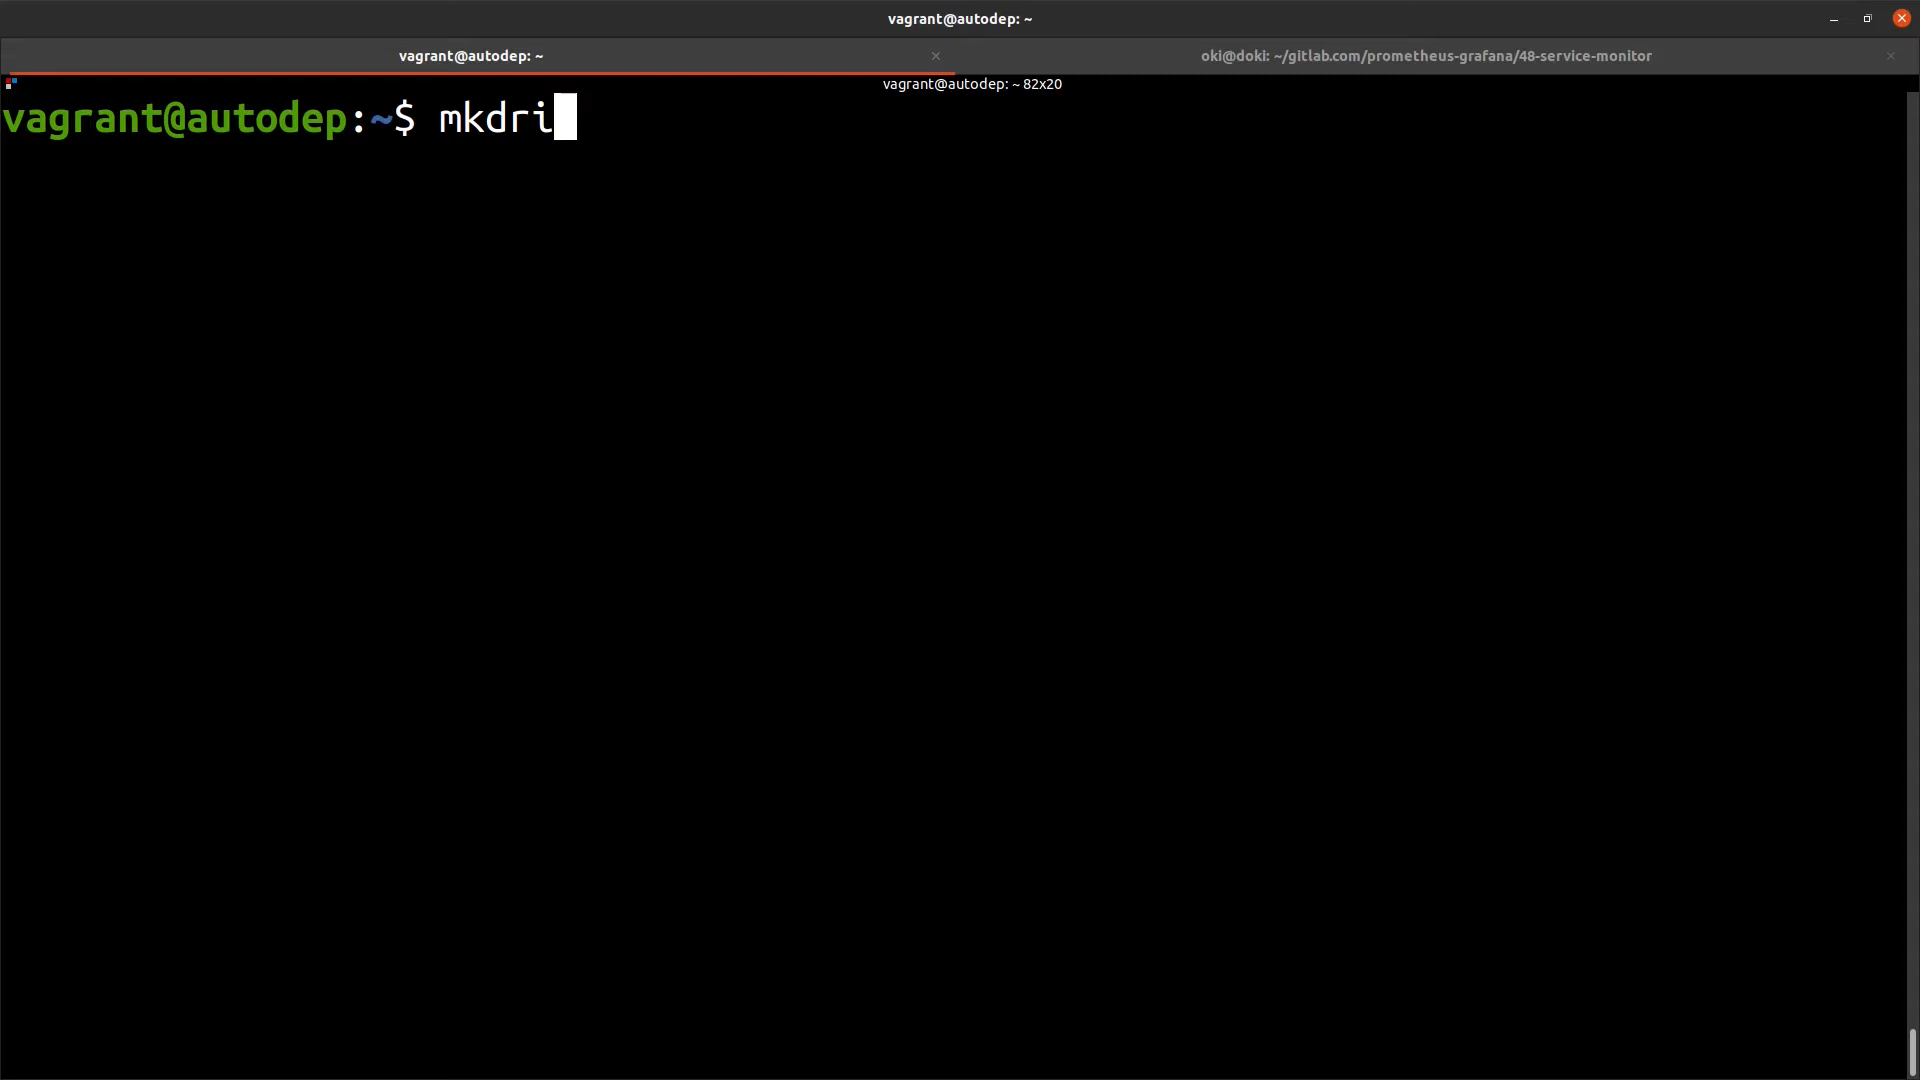 vagrant@autodep: ~
vagrant@autodep: ~
oki@doki: ~/gitlab.com/prometheus-grafana/48-service-monitor
vagrant@autodep: ~ 82x20
vagrant@autodep:~$ mkdri